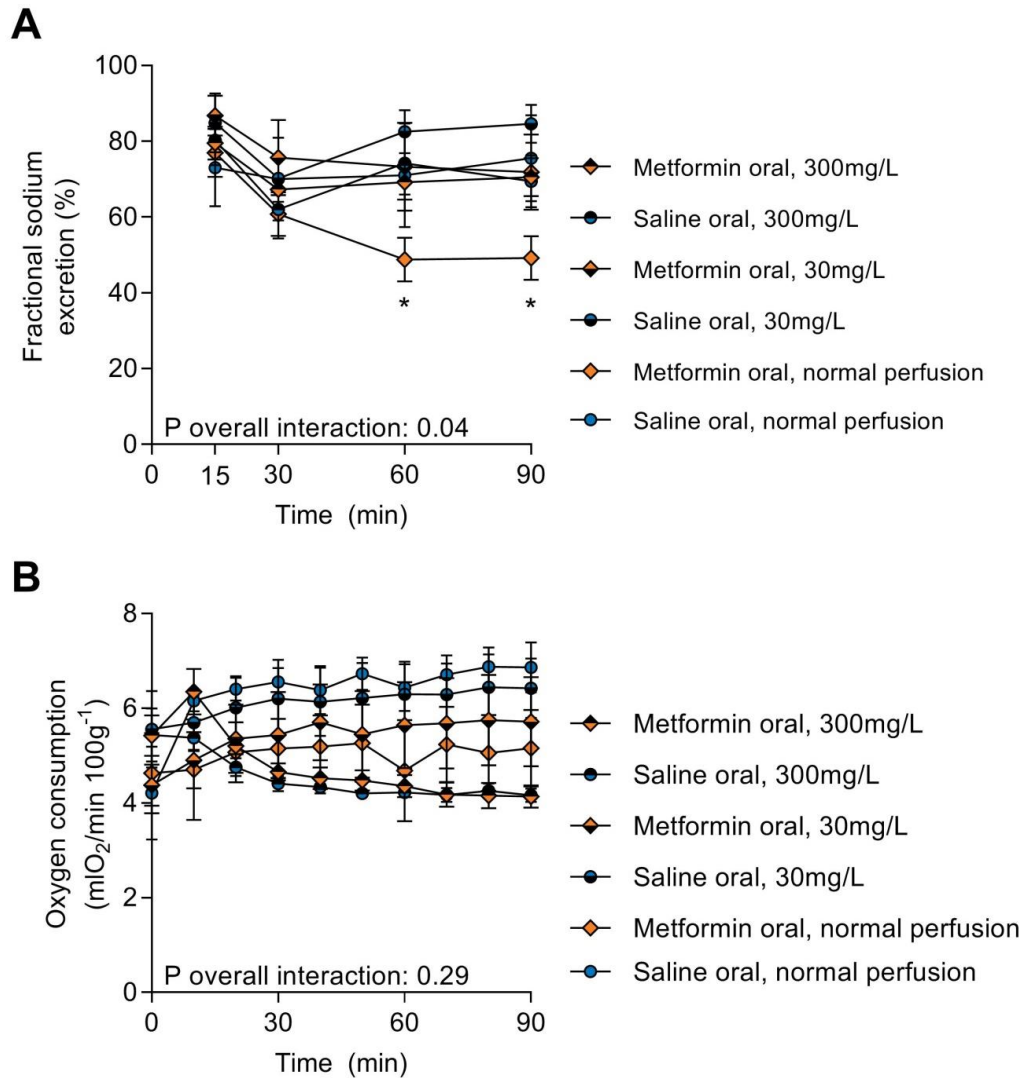 A
Fractional sodium
excretion (%)
100
80
60
40
20
0
* *
P overall interaction: 0.04
0 15 30 60 90
Time (min)
Metformin oral, 300mg/L
Saline oral, 300mg/L
Metformin oral, 30mg/L
Saline oral, 30mg/L
Metformin oral, normal perfusion
Saline oral, normal perfusion
B
Oxygen consumption
(mlO₂/min 100g⁻¹)
8
6
4
2
0
P overall interaction: 0.29
0 30 60 90
Time (min)
Metformin oral, 300mg/L
Saline oral, 300mg/L
Metformin oral, 30mg/L
Saline oral, 30mg/L
Metformin oral, normal perfusion
Saline oral, normal perfusion